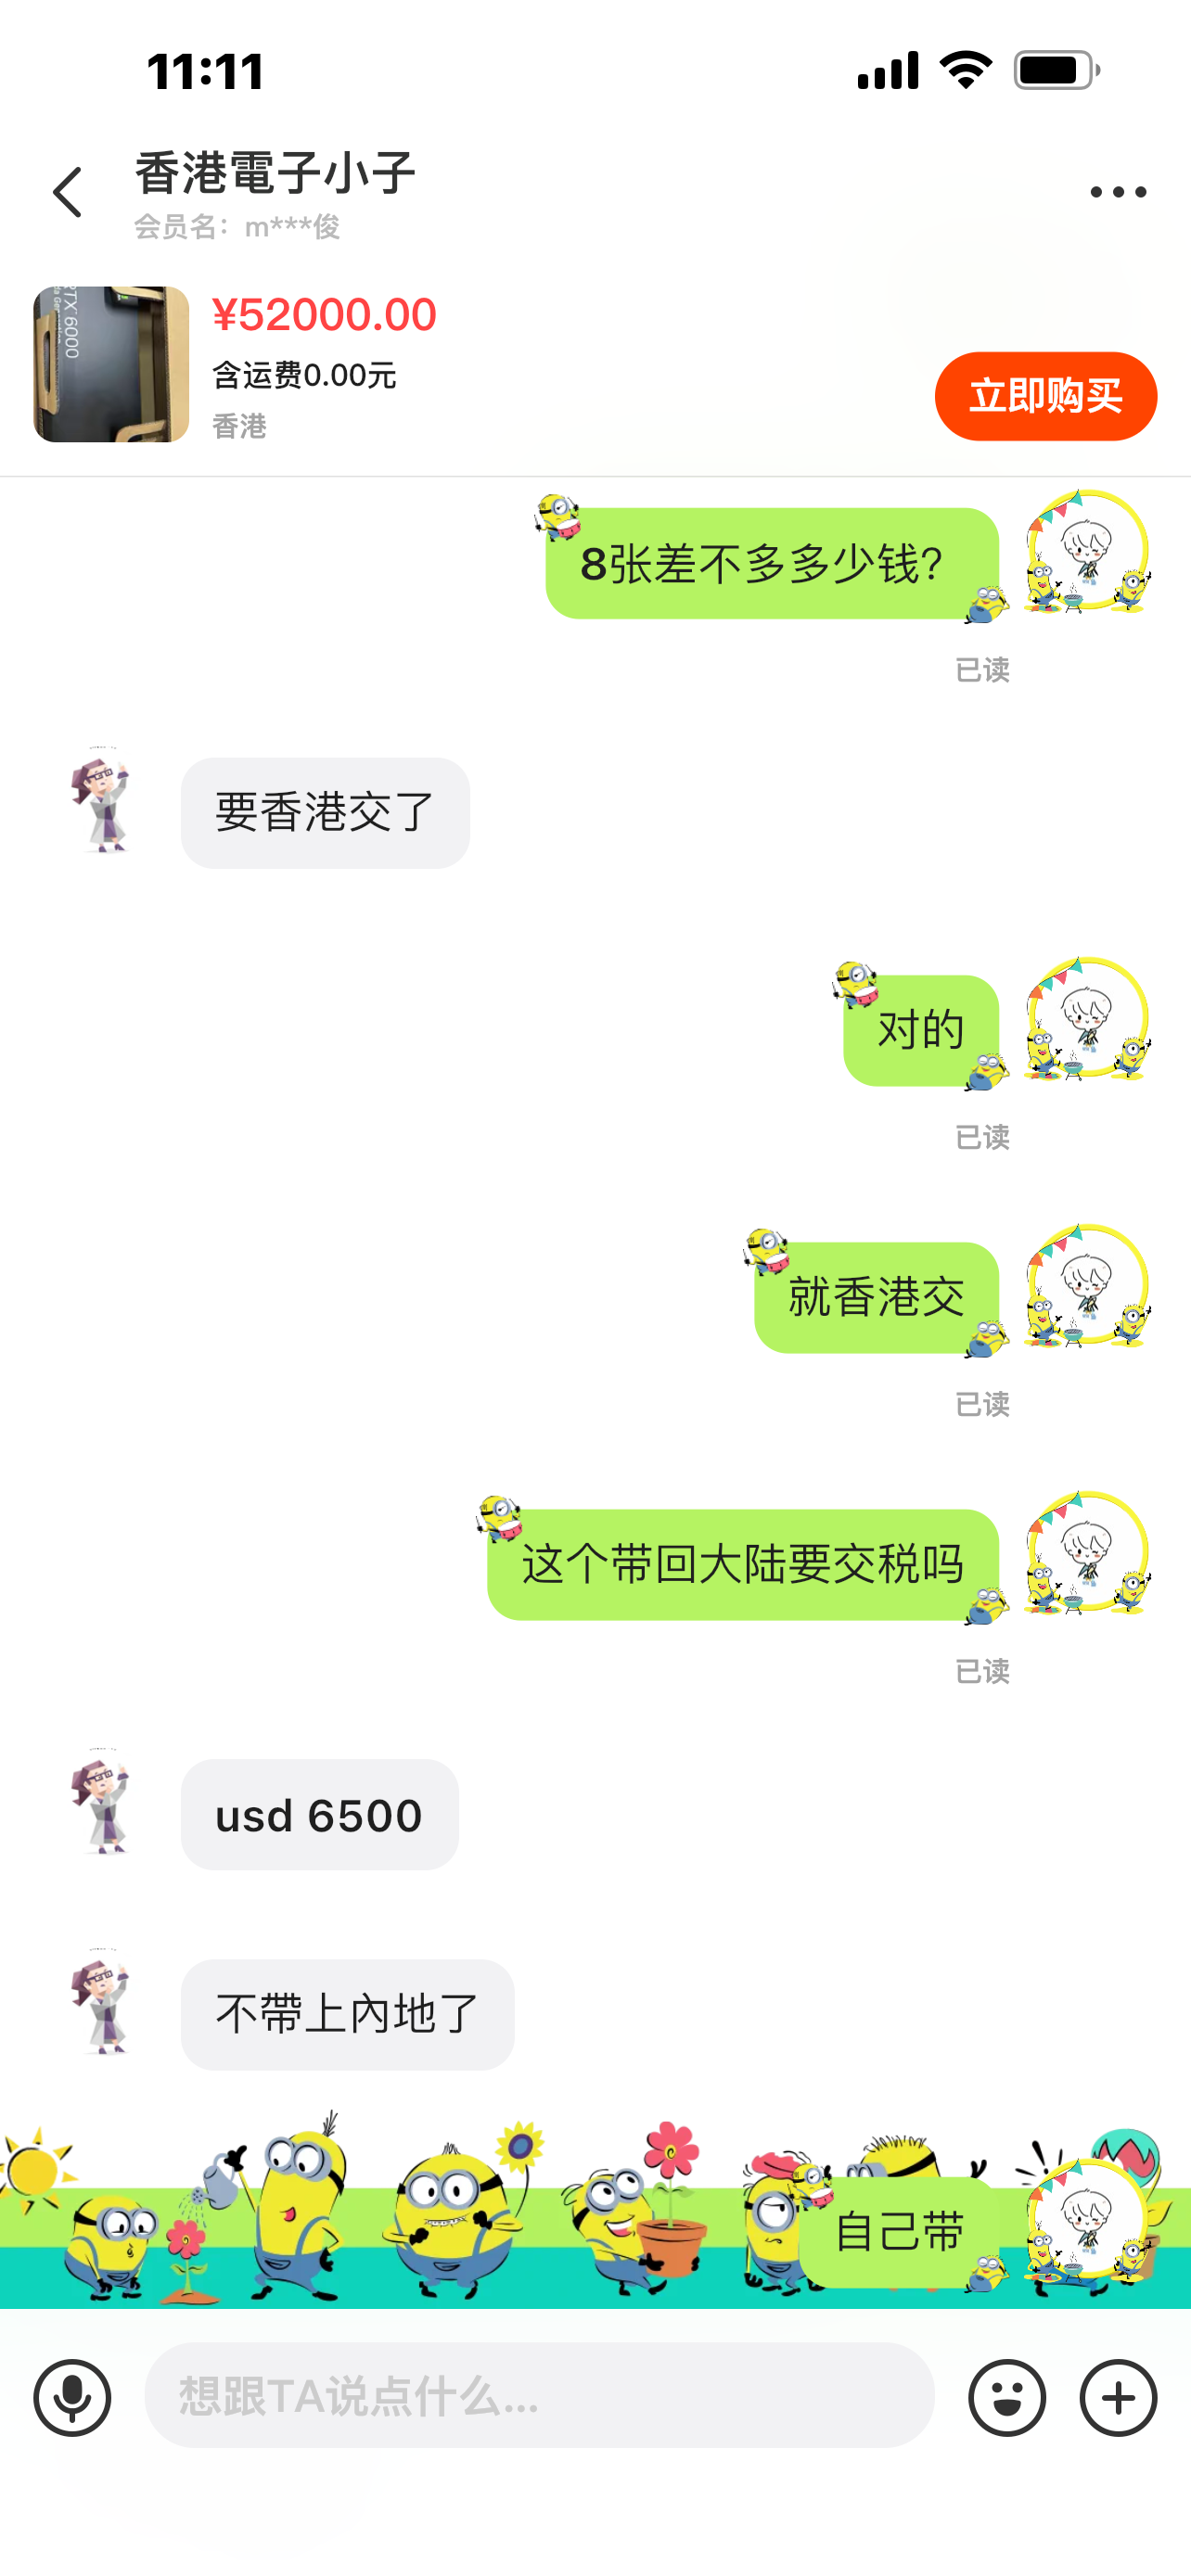 11:11
香港電子小子
会员名：m***俊
RTX 6000
¥52000.00
含运费0.00元
香港
立即购买
8张差不多多少钱？
已读
要香港交了
对的
已读
就香港交
已读
这个带回大陆要交税吗
已读
usd 6500
不帶上內地了
自己带
想跟TA说点什么...